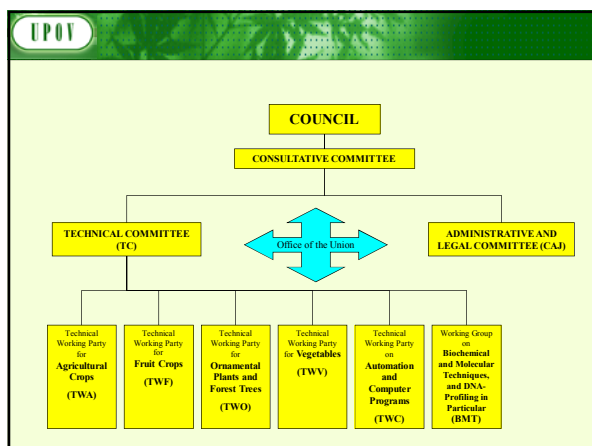 UPOV
COUNCIL
CONSULTATIVE COMMITTEE
TECHNICAL COMMITTEE
(TC)
Office of the Union
ADMINISTRATIVE AND
LEGAL COMMITTEE (CAJ)
Technical
Working Party
for
Agricultural
Crops
(TWA)
Technical
Working Party
for
Fruit Crops
(TWF)
Technical
Working Party
for
Ornamental
Plants and
Forest Trees
(TWO)
Technical
Working Party
for Vegetables
(TWV)
Technical
Working Party
on
Automation
and
Computer
Programs
(TWC)
Working Group
on
Biochemical
and Molecular
Techniques,
and DNA-
Profiling in
Particular
(BMT)